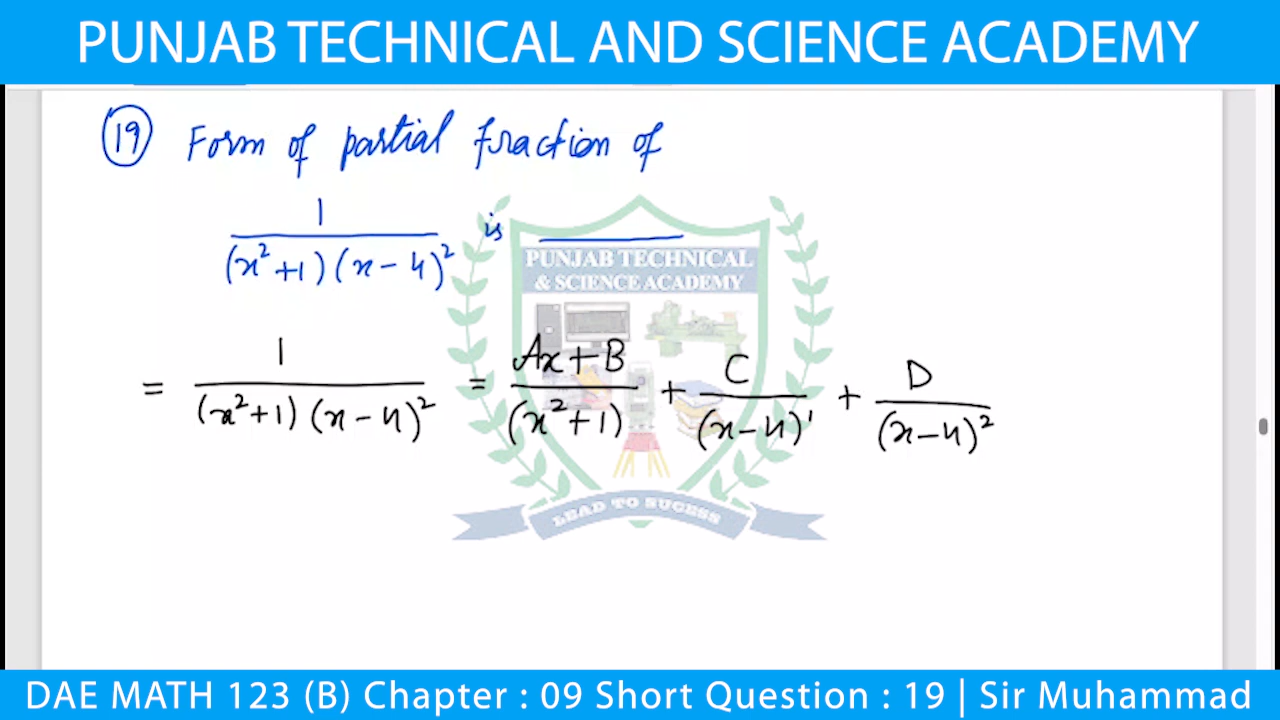 PUNJAB TECHNICAL AND SCIENCE ACADEMY
19 Form of partial fraction of
1
(x²+1)(x-4)² is ______
PUNJAB TECHNICAL
& SCIENCE ACADEMY
1 Ax+B C D
= (x²+1)(x-4)² = (x²+1) + (x-4)¹ + (x-4)²
LEAD TO SUCESS
DAE MATH 123 (B) Chapter : 09 Short Question : 19 | Sir Muhammad